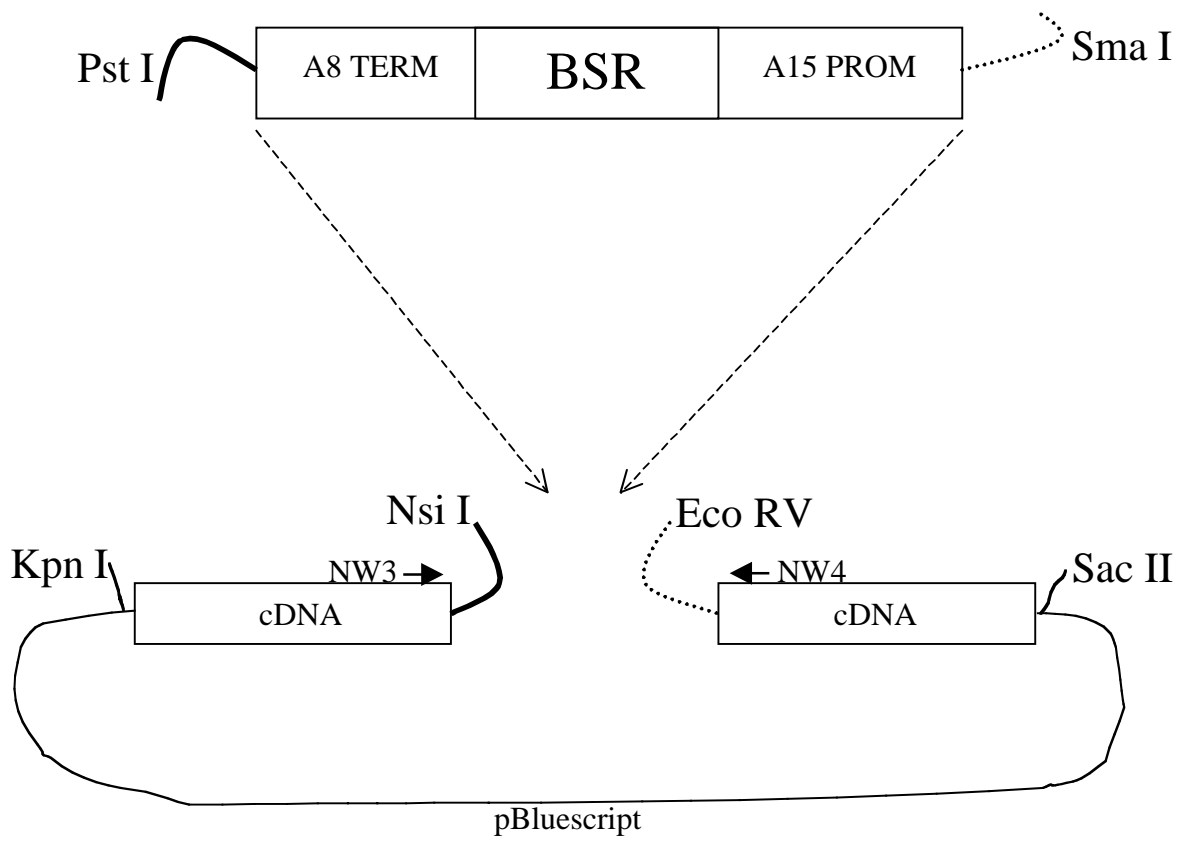 Pst I
A8 TERM
BSR
A15 PROM
Sma I
Nsi I
Eco RV
Kpn I
NW3
NW4
Sac II
cDNA
cDNA
pBluescript